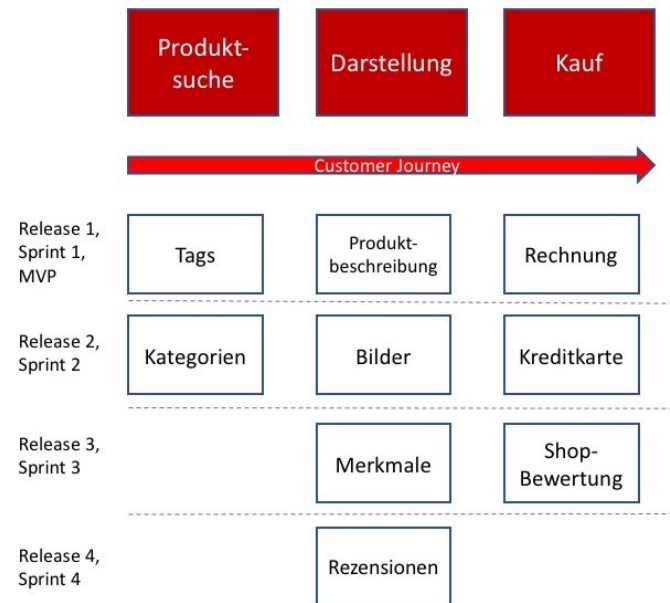 Produkt-
suche
Darstellung
Kauf
Customer Journey
Release 1,
Sprint 1,
MVP
Tags
Produkt-
beschreibung
Rechnung
Release 2,
Sprint 2
Kategorien
Bilder
Kreditkarte
Release 3,
Sprint 3
Merkmale
Shop-
Bewertung
Release 4,
Sprint 4
Rezensionen